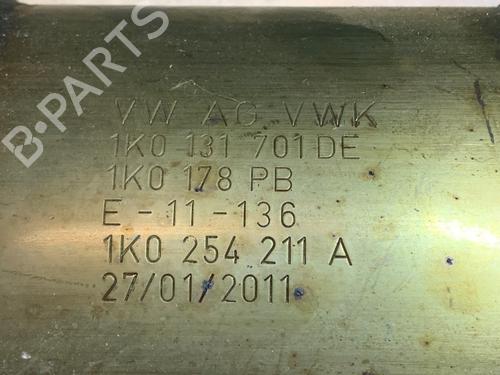 B-PARTS
VW AG VWK
1K0 131 701 DE
1K0 178 PB
E-11-136
1K0 254 211 A
27/01/2011